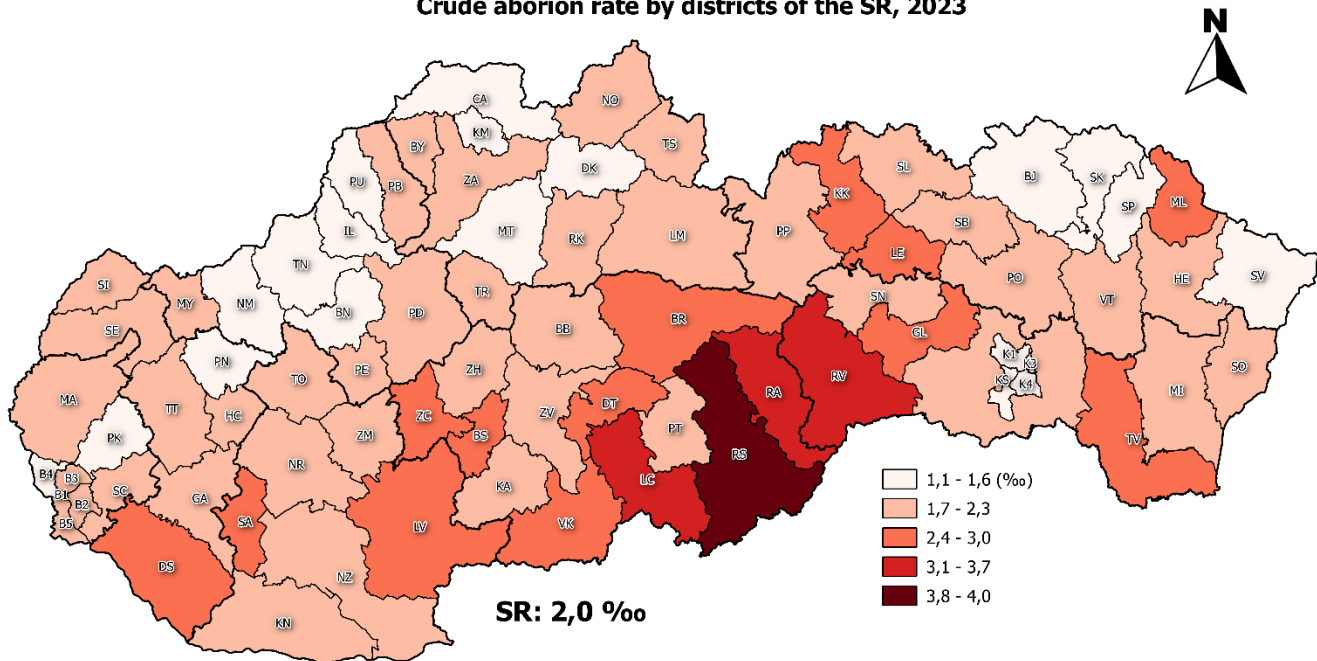 Crude aborion rate by districts of the SR, 2023
N
CA
NO
KM
TS
BY
DK
SL
BJ
SK
PU
PB
ZA
KK
SP
ML
IL
MT
RK
LM
PP
SB
TN
LE
PO
HE
SV
SI
MY
NM
BN
PD
TR
SN
VT
SE
BR
BB
GL
PN
PE
ZH
K1
K3
TO
RV
KS
K4
SO
MA
TT
HC
ZC
DT
RA
MI
PK
ZM
BS
ZV
PT
TV
B4
B3
NR
RS
B1
SC
KA
LC
B2
GA
B5
SA
LV
VK
DS
NZ
KN
1,1 - 1,6 (‰)
1,7 - 2,3
2,4 - 3,0
3,1 - 3,7
3,8 - 4,0
SR: 2,0 ‰